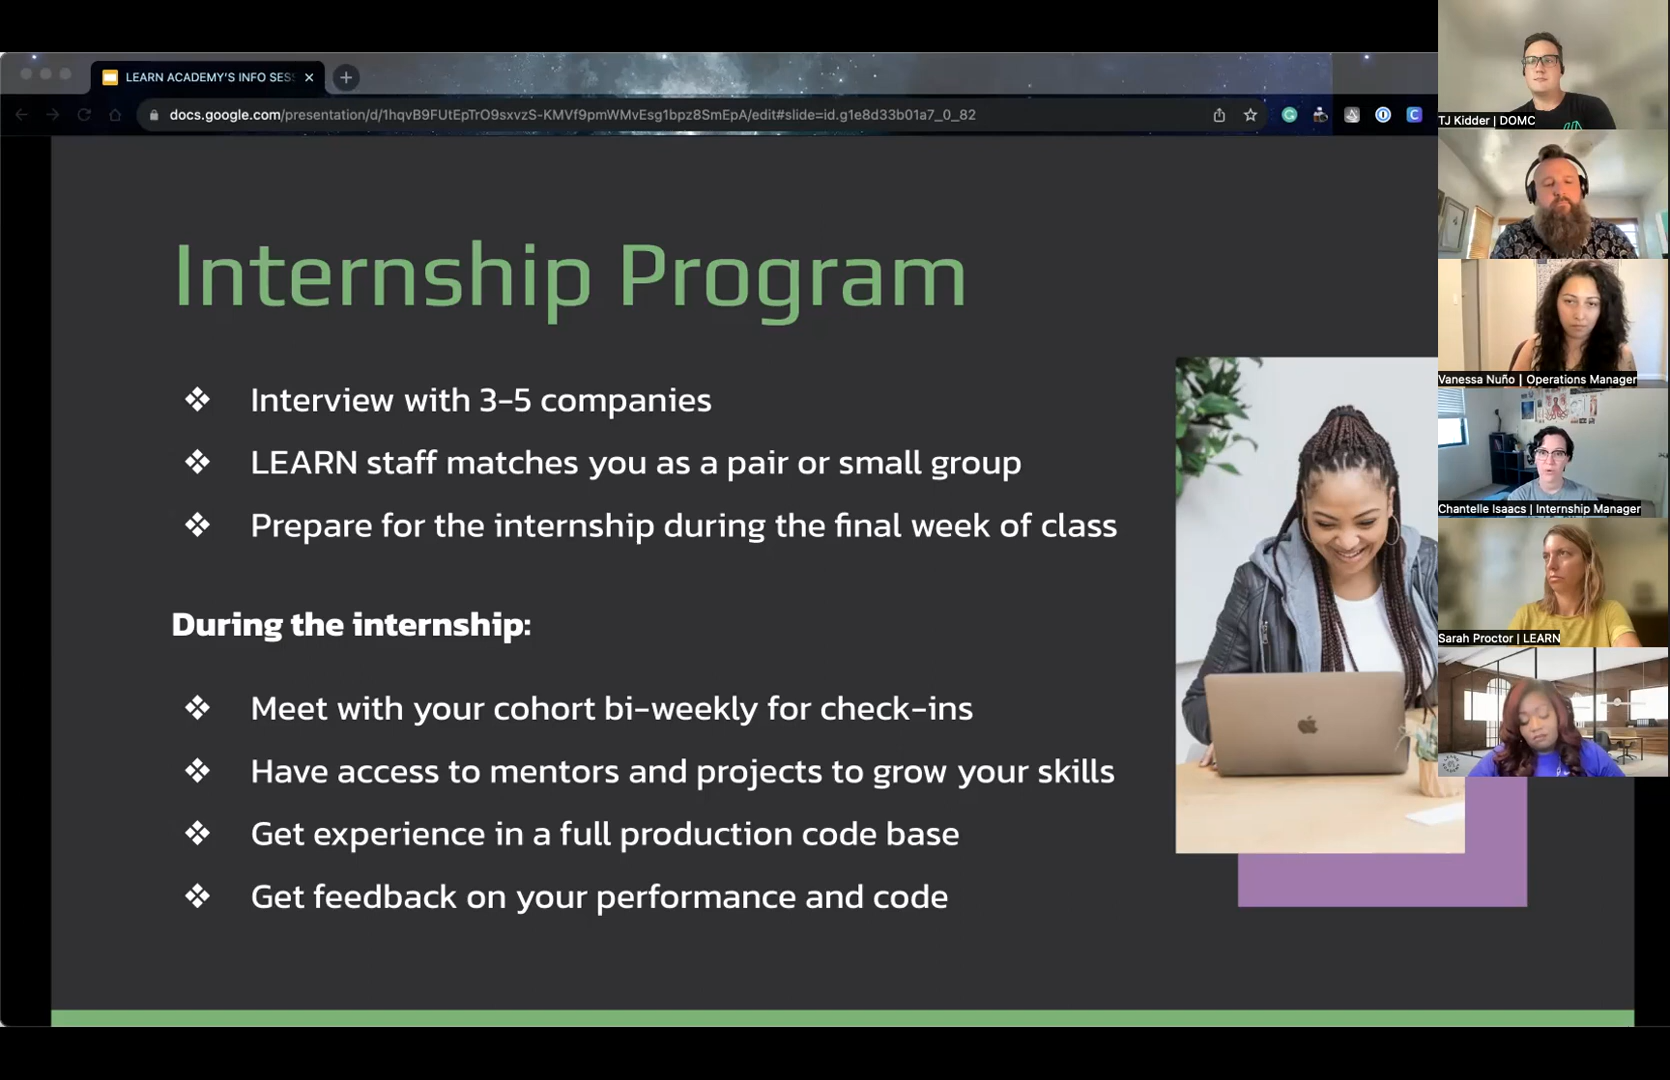 LEARN ACADEMY'S INFO SES
docs.google.com/presentation/d/1hqvB9FUtEpTrO9sxvzS-KMVf9pmWMvEsg1bpz8SmEpA/edit#slide=id.g1e8d33b01a7_0_82
Internship Program
❖ Interview with 3-5 companies
❖ LEARN staff matches you as a pair or small group
❖ Prepare for the internship during the final week of class
During the internship:
❖ Meet with your cohort bi-weekly for check-ins
❖ Have access to mentors and projects to grow your skills
❖ Get experience in a full production code base
❖ Get feedback on your performance and code
TJ Kidder | DOMC
Vanessa Nuño | Operations Manager
Chantelle Isaacs | Internship Manager
Sarah Proctor | LEARN